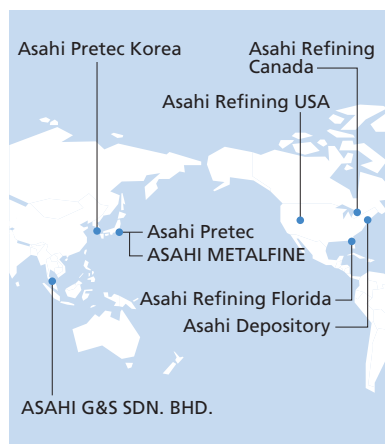 Asahi Pretec Korea
Asahi Refining
Canada
Asahi Refining USA
Asahi Pretec
ASAHI METALFINE
Asahi Refining Florida
Asahi Depository
ASAHI G&S SDN. BHD.